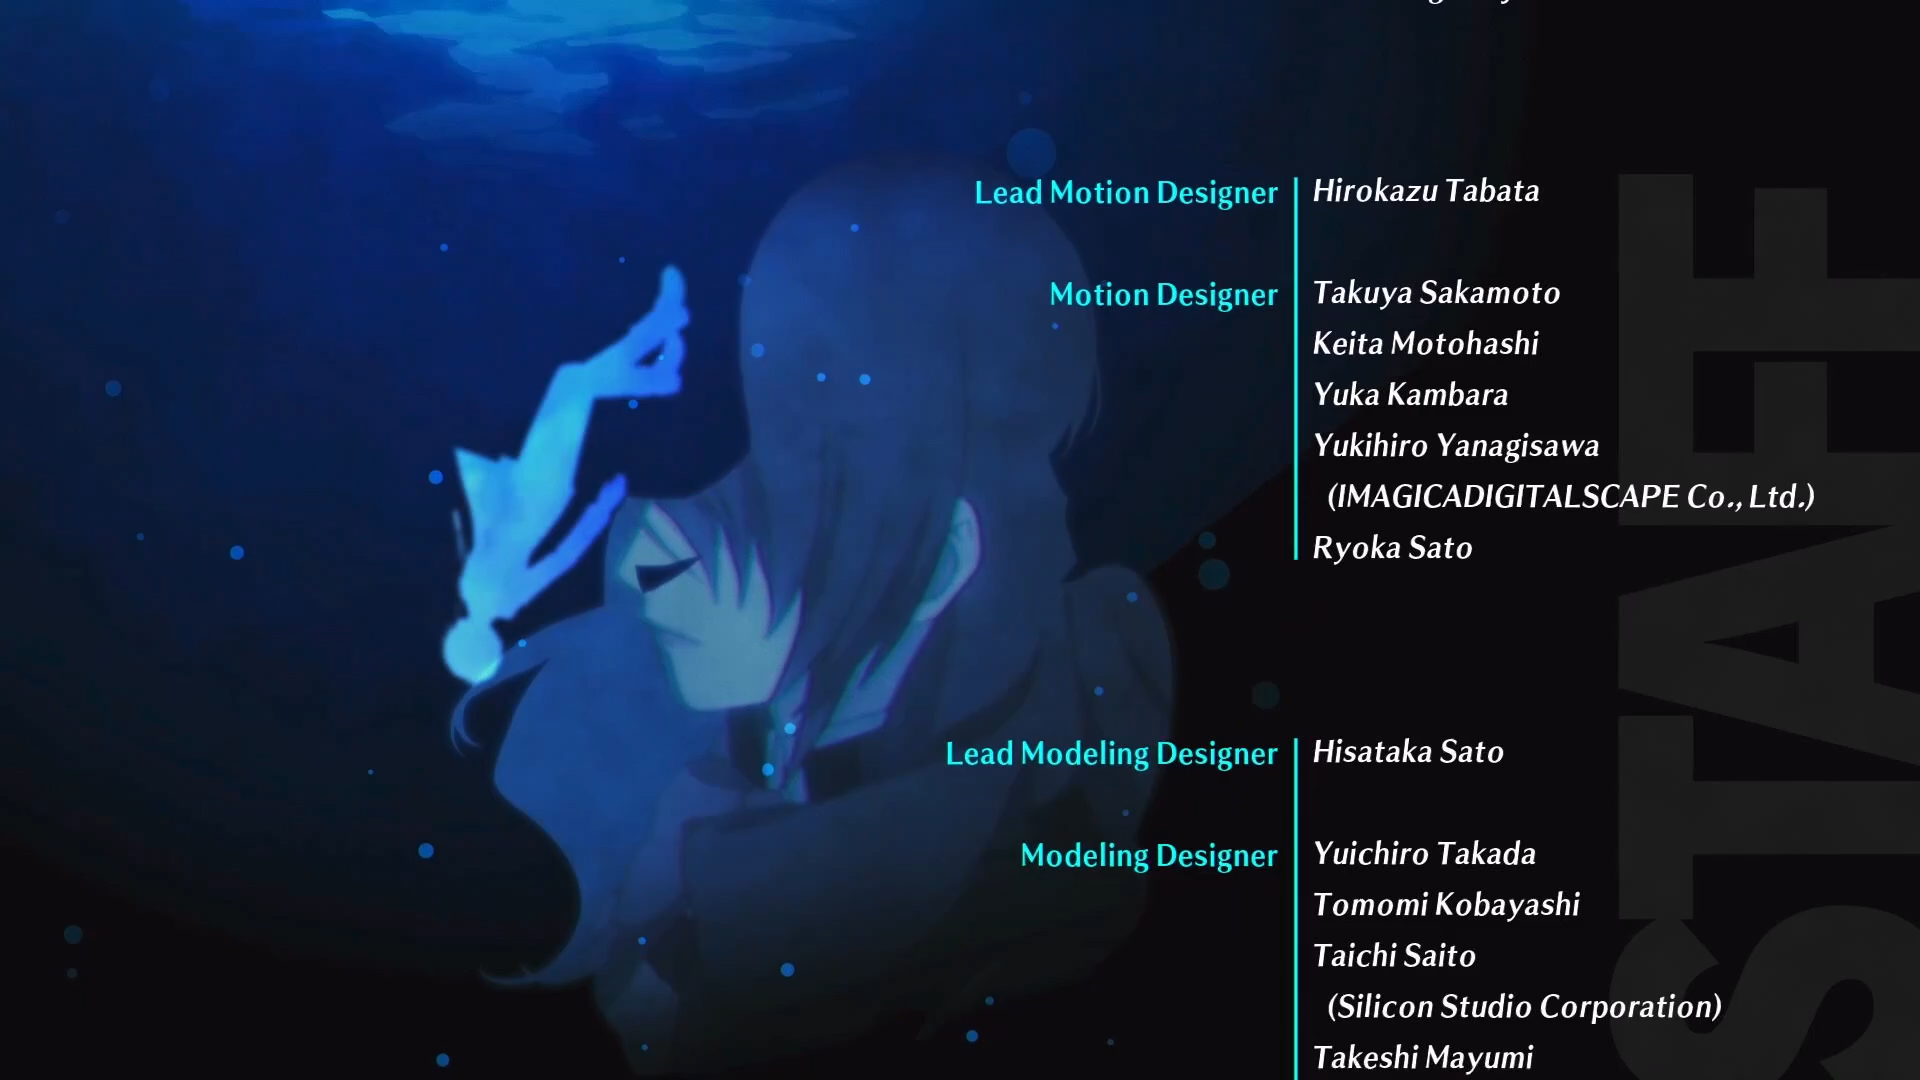 Lead Motion Designer
Hirokazu Tabata
Motion Designer
Takuya Sakamoto
Keita Motohashi
Yuka Kambara
Yukihiro Yanagisawa
(IMAGICADIGITALSCAPE Co., Ltd.)
Ryoka Sato
Lead Modeling Designer
Hisataka Sato
Modeling Designer
Yuichiro Takada
Tomomi Kobayashi
Taichi Saito
(Silicon Studio Corporation)
Takeshi Mayumi
STAFF